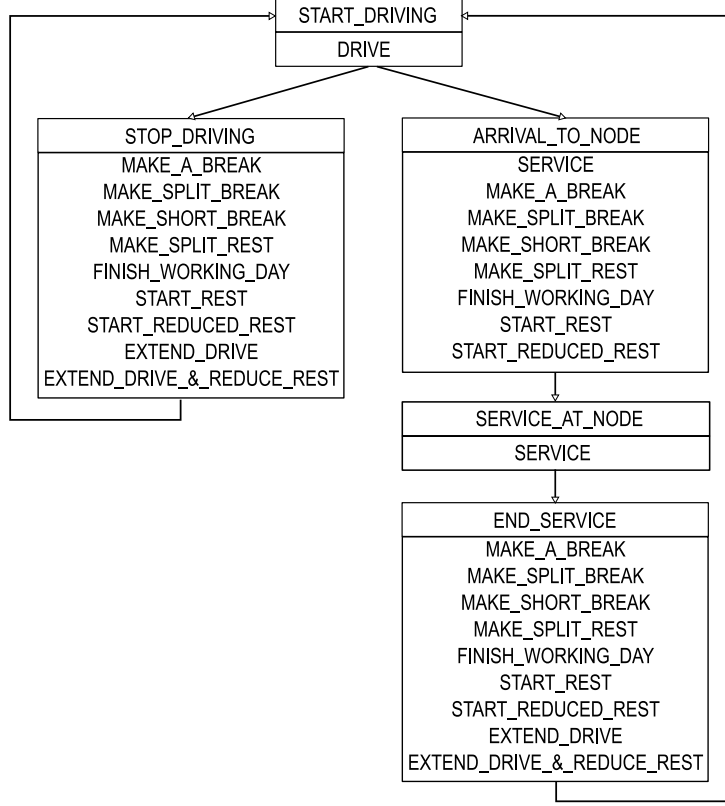 START_DRIVING
DRIVE
STOP_DRIVING
MAKE_A_BREAK
MAKE_SPLIT_BREAK
MAKE_SHORT_BREAK
MAKE_SPLIT_REST
FINISH_WORKING_DAY
START_REST
START_REDUCED_REST
EXTEND_DRIVE
EXTEND_DRIVE_&_REDUCE_REST
ARRIVAL_TO_NODE
SERVICE
MAKE_A_BREAK
MAKE_SPLIT_BREAK
MAKE_SHORT_BREAK
MAKE_SPLIT_REST
FINISH_WORKING_DAY
START_REST
START_REDUCED_REST
SERVICE_AT_NODE
SERVICE
END_SERVICE
MAKE_A_BREAK
MAKE_SPLIT_BREAK
MAKE_SHORT_BREAK
MAKE_SPLIT_REST
FINISH_WORKING_DAY
START_REST
START_REDUCED_REST
EXTEND_DRIVE
EXTEND_DRIVE_&_REDUCE_REST